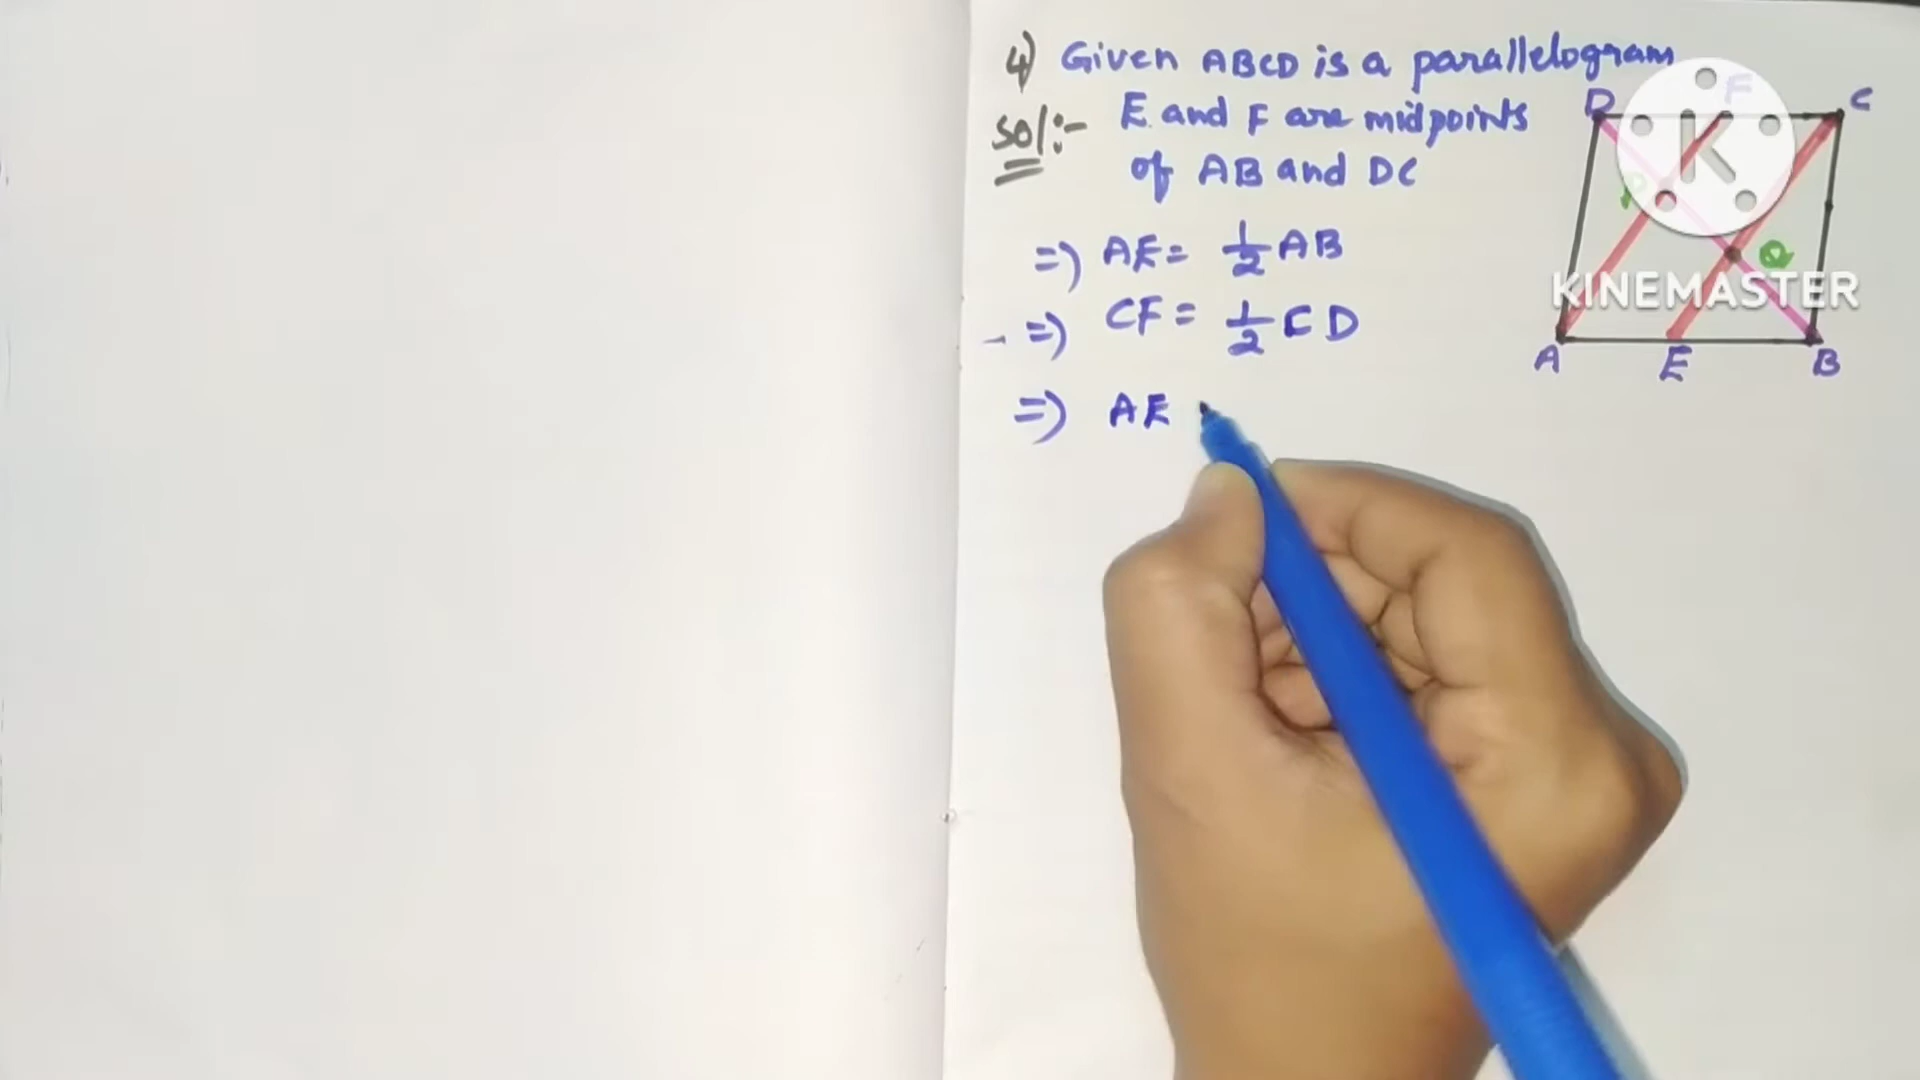 4) Given ABCD is a parallelogram
Sol:- E and F are midpoints
of AB and DC
=) AE = 1/2 AB
=) CF = 1/2 CD
=) AE
D F C
P
Q
A E B
KINEMASTER